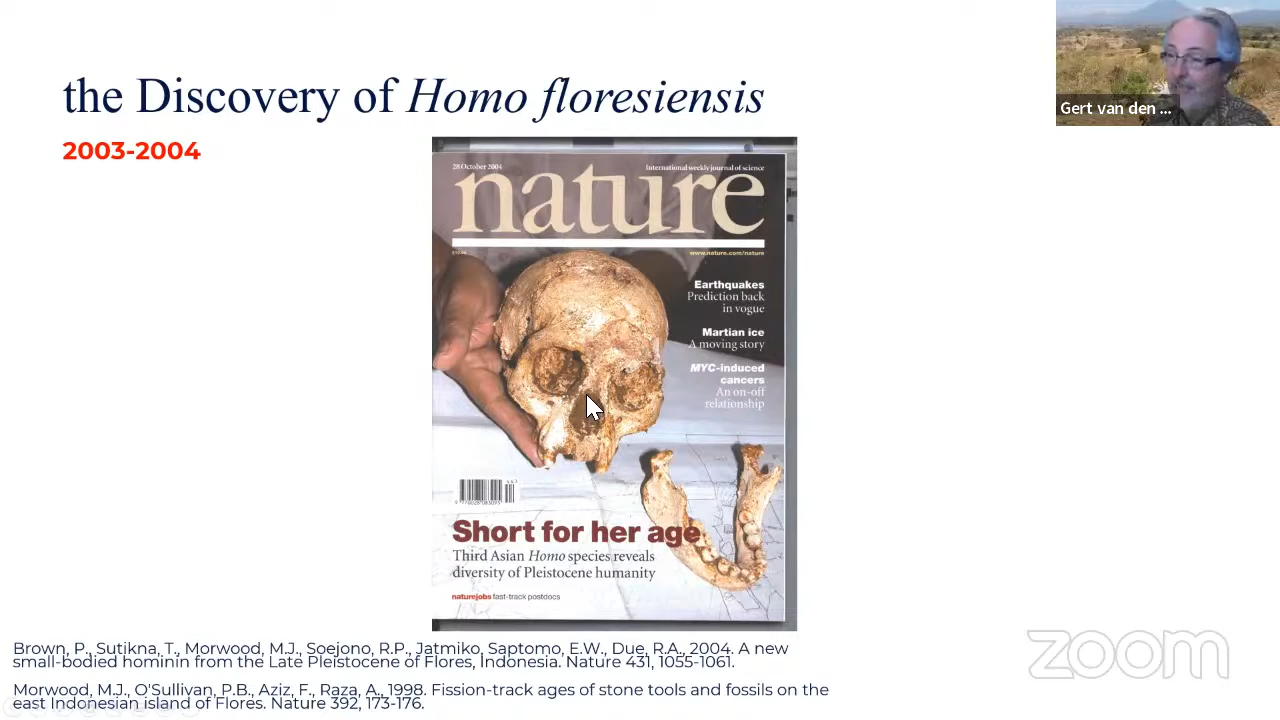 the Discovery of Homo floresiensis
2003-2004
Gert van den ...
28 October 2004
International weekly journal of science
nature
www.nature.com/nature
Earthquakes
Prediction back
in vogue
Martian ice
A moving story
MYC-induced
cancers
An on-off
relationship
Short for her age
Third Asian Homo species reveals
diversity of Pleistocene humanity
naturejobs fast-track postdocs
Brown, P., Sutikna, T., Morwood, M.J., Soejono, R.P., Jatmiko, Saptomo, E.W., Due, R.A., 2004. A new
small-bodied hominin from the Late Pleistocene of Flores, Indonesia. Nature 431, 1055-1061.
Morwood, M.J., O'Sullivan, P.B., Aziz, F., Raza, A., 1998. Fission-track ages of stone tools and fossils on the
east Indonesian island of Flores. Nature 392, 173-176.
zoom